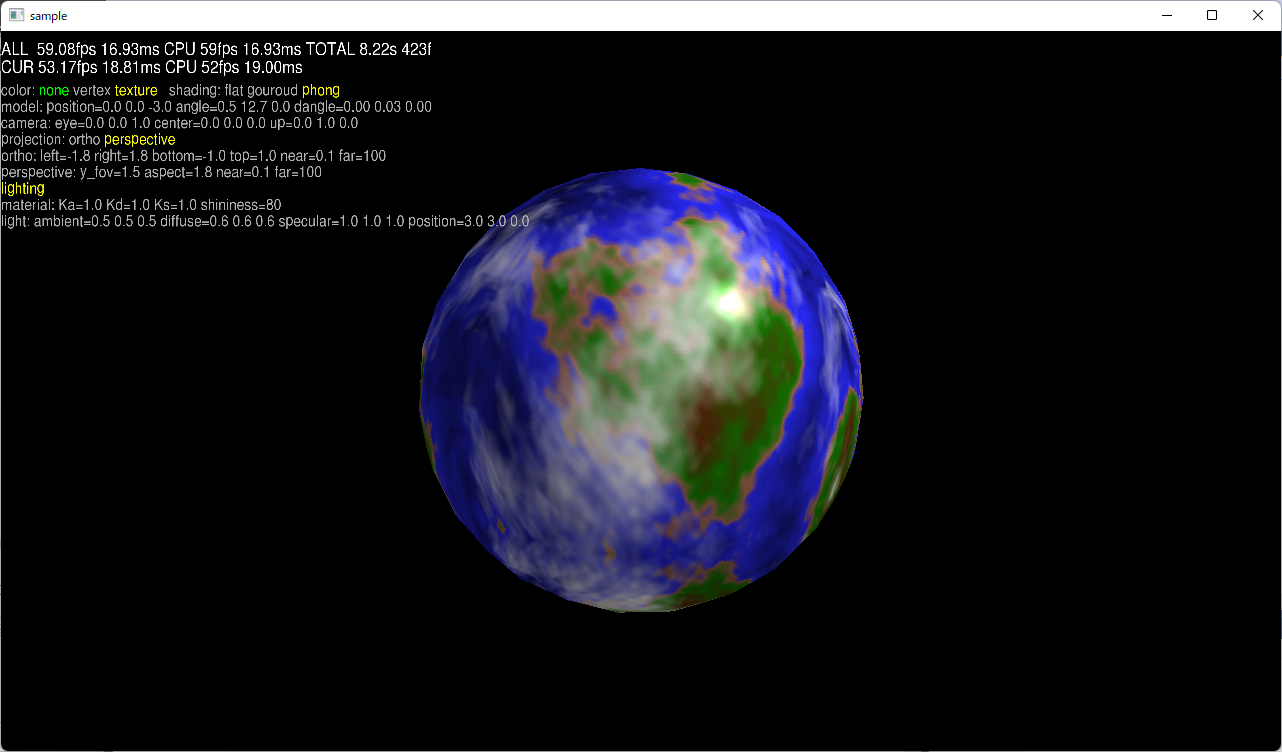 sample
ALL 59.08fps 16.93ms CPU 59fps 16.93ms TOTAL 8.22s 423f
CUR 53.17fps 18.81ms CPU 52fps 19.00ms
color: none vertex texture shading: flat gouroud phong
model: position=0.0 0.0 -3.0 angle=0.5 12.7 0.0 dangle=0.00 0.03 0.00
camera: eye=0.0 0.0 1.0 center=0.0 0.0 0.0 up=0.0 1.0 0.0
projection: ortho perspective
ortho: left=-1.8 right=1.8 bottom=-1.0 top=1.0 near=0.1 far=100
perspective: y_fov=1.5 aspect=1.8 near=0.1 far=100
lighting
material: Ka=1.0 Kd=1.0 Ks=1.0 shininess=80
light: ambient=0.5 0.5 0.5 diffuse=0.6 0.6 0.6 specular=1.0 1.0 1.0 position=3.0 3.0 0.0